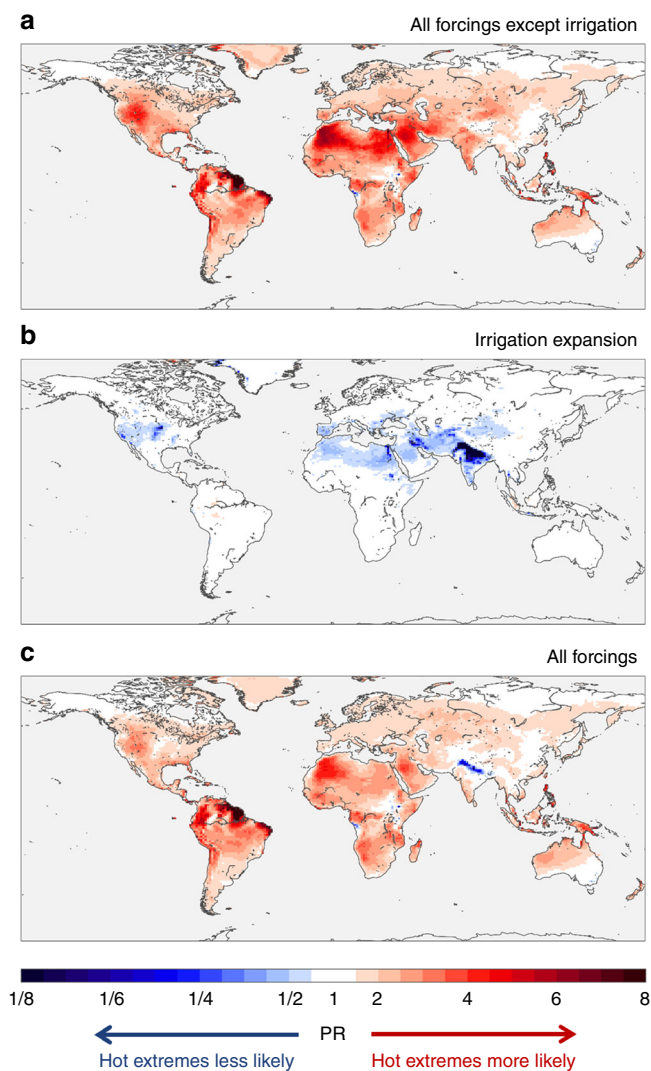 a
All forcings except irrigation
b
Irrigation expansion
c
All forcings
1/8 1/6 1/4 1/2 1 2 4 6 8
PR
Hot extremes less likely Hot extremes more likely